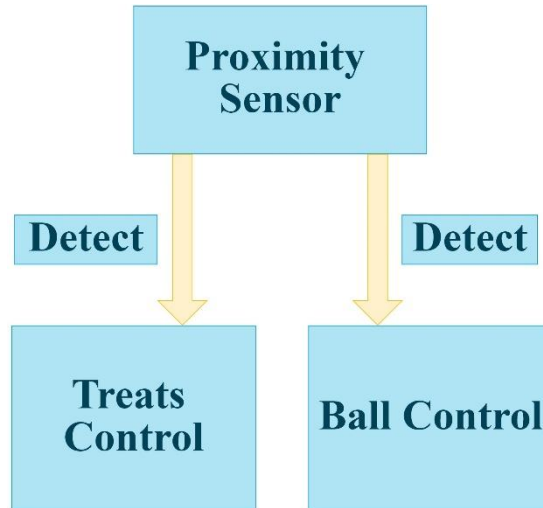 Proximity
Sensor
Detect
Detect
Treats
Control
Ball Control